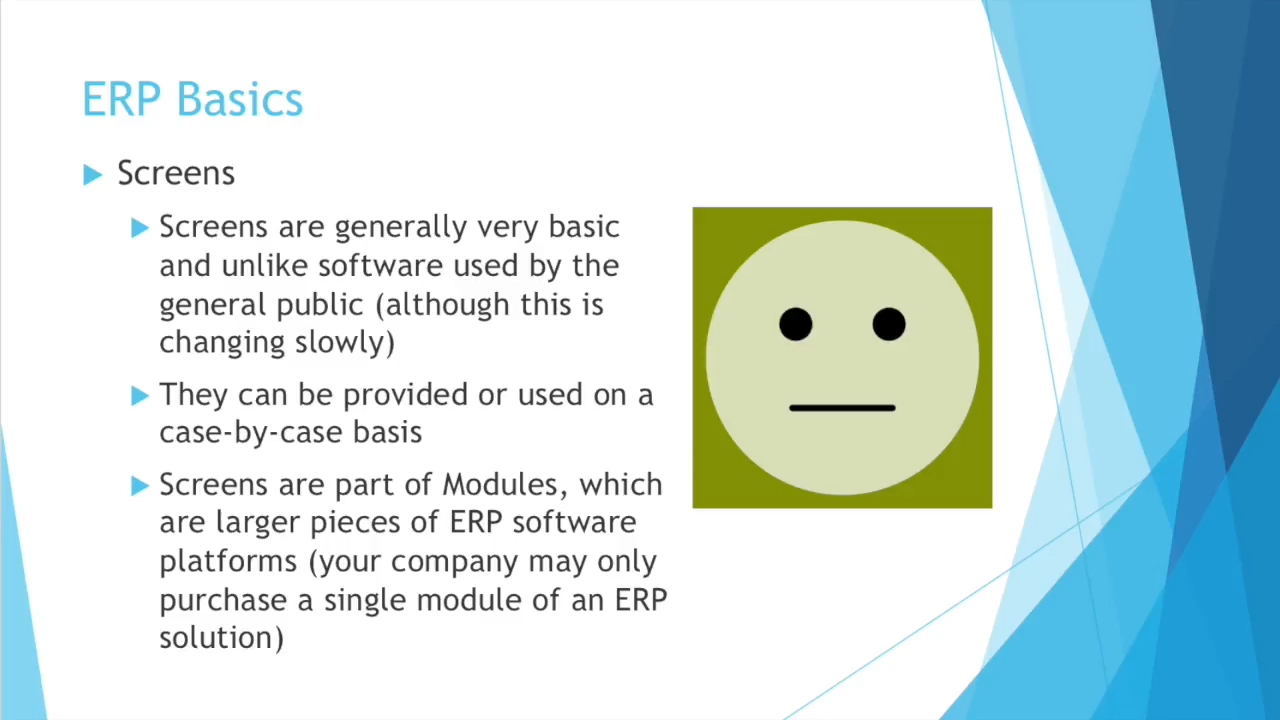 ERP Basics
Screens
Screens are generally very basic
and unlike software used by the
general public (although this is
changing slowly)
They can be provided or used on a
case-by-case basis
Screens are part of Modules, which
are larger pieces of ERP software
platforms (your company may only
purchase a single module of an ERP
solution)